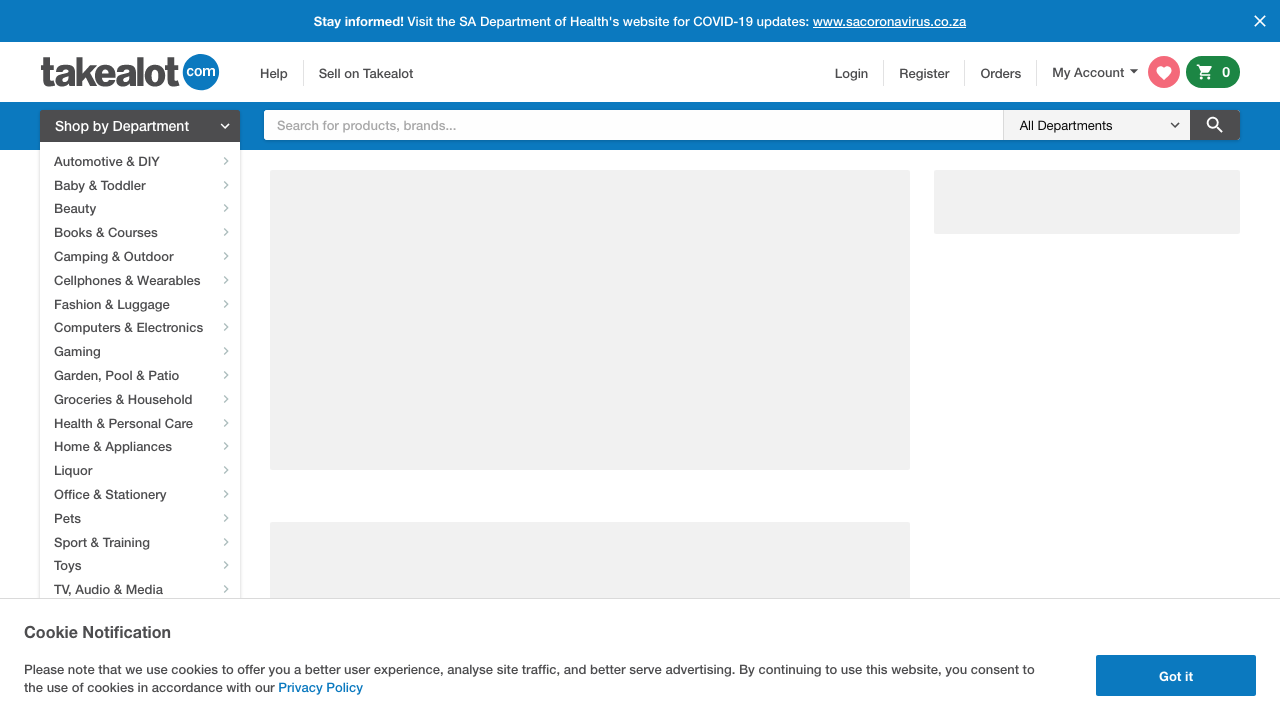 Stay informed! Visit the SA Department of Health's website for COVID-19 updates: www.sacoronavirus.co.za
takealot com
Help
Sell on Takealot
Login
Register
Orders
My Account
0
Shop by Department
Search for products, brands...
All Departments
Automotive & DIY
Baby & Toddler
Beauty
Books & Courses
Camping & Outdoor
Cellphones & Wearables
Fashion & Luggage
Computers & Electronics
Gaming
Garden, Pool & Patio
Groceries & Household
Health & Personal Care
Home & Appliances
Liquor
Office & Stationery
Pets
Sport & Training
Toys
TV, Audio & Media
Cookie Notification
Please note that we use cookies to offer you a better user experience, analyse site traffic, and better serve advertising. By continuing to use this website, you consent to
the use of cookies in accordance with our Privacy Policy
Got it